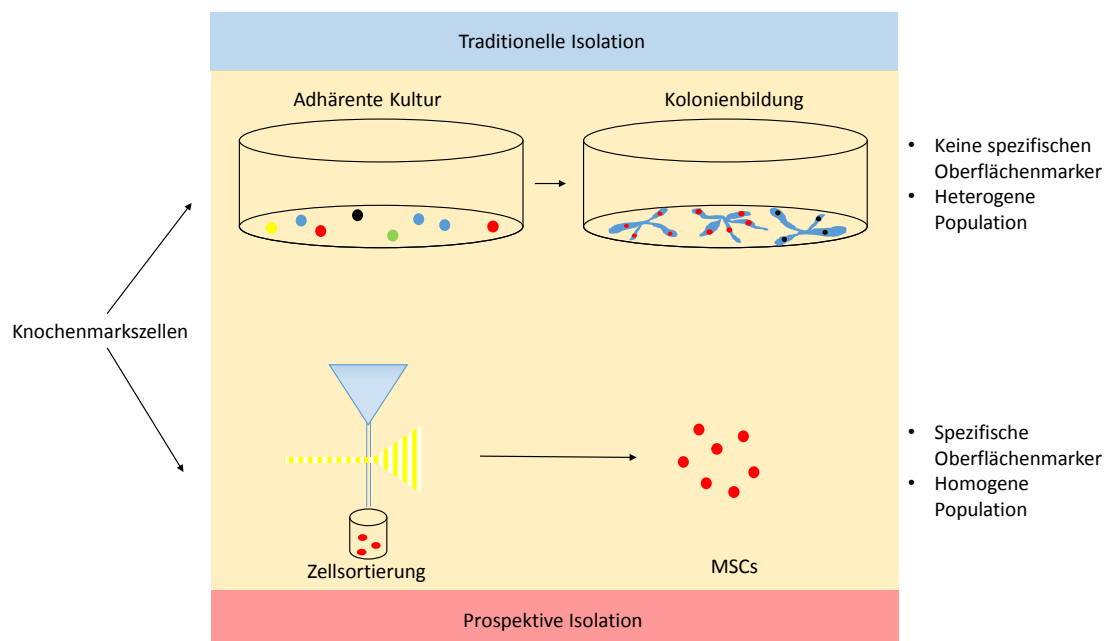 Traditionelle Isolation
Adhärente Kultur
Kolonienbildung
• Keine spezifischen
Oberflächenmarker
• Heterogene
Population
Knochenmarkszellen
• Spezifische
Oberflächenmarker
• Homogene
Population
Zellsortierung
MSCs
Prospektive Isolation